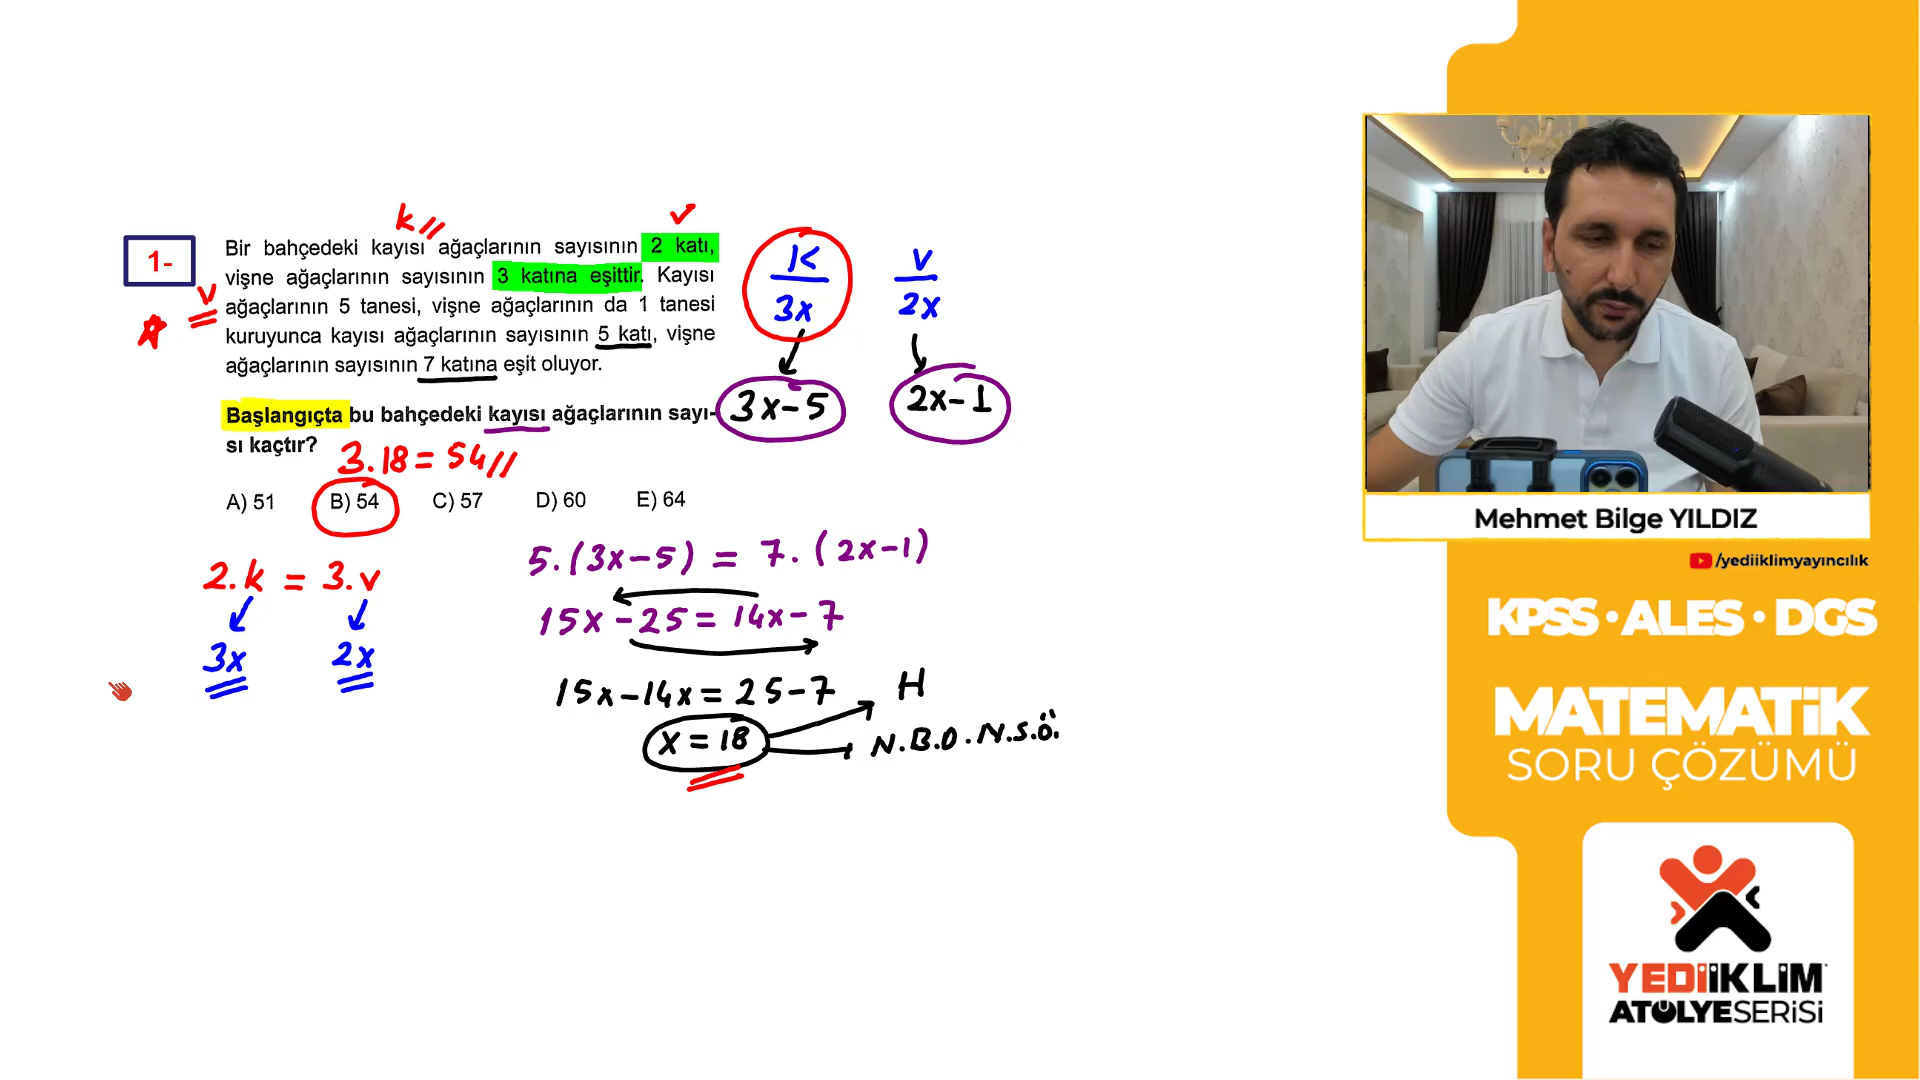 k
1-
Bir bahçedeki kayısı ağaçlarının sayısının 2 katı,
vişne ağaçlarının sayısının 3 katına eşittir. Kayısı
v
ağaçlarının 5 tanesi, vişne ağaçlarının da 1 tanesi
kuruyunca kayısı ağaçlarının sayısının 5 katı, vişne
ağaçlarının sayısının 7 katına eşit oluyor.
Başlangıçta bu bahçedeki kayısı ağaçlarının sayı-
sı kaçtır?
3.18 = 54
A) 51 B) 54 C) 57 D) 60 E) 64
K v
3x 2x
3x-5 2x-1
2.k = 3.v
3x 2x
5.(3x-5) = 7.(2x-1)
15x-25 = 14x-7
15x-14x = 25-7
x = 18
H
N.B.O.N.S.Ö.
Mehmet Bilge YILDIZ
/yediiklimyayıncılık
KPSS • ALES • DGS
MATEMATİK
SORU ÇÖZÜMÜ
YEDİİKLİM
ATÖLYESERİSİ